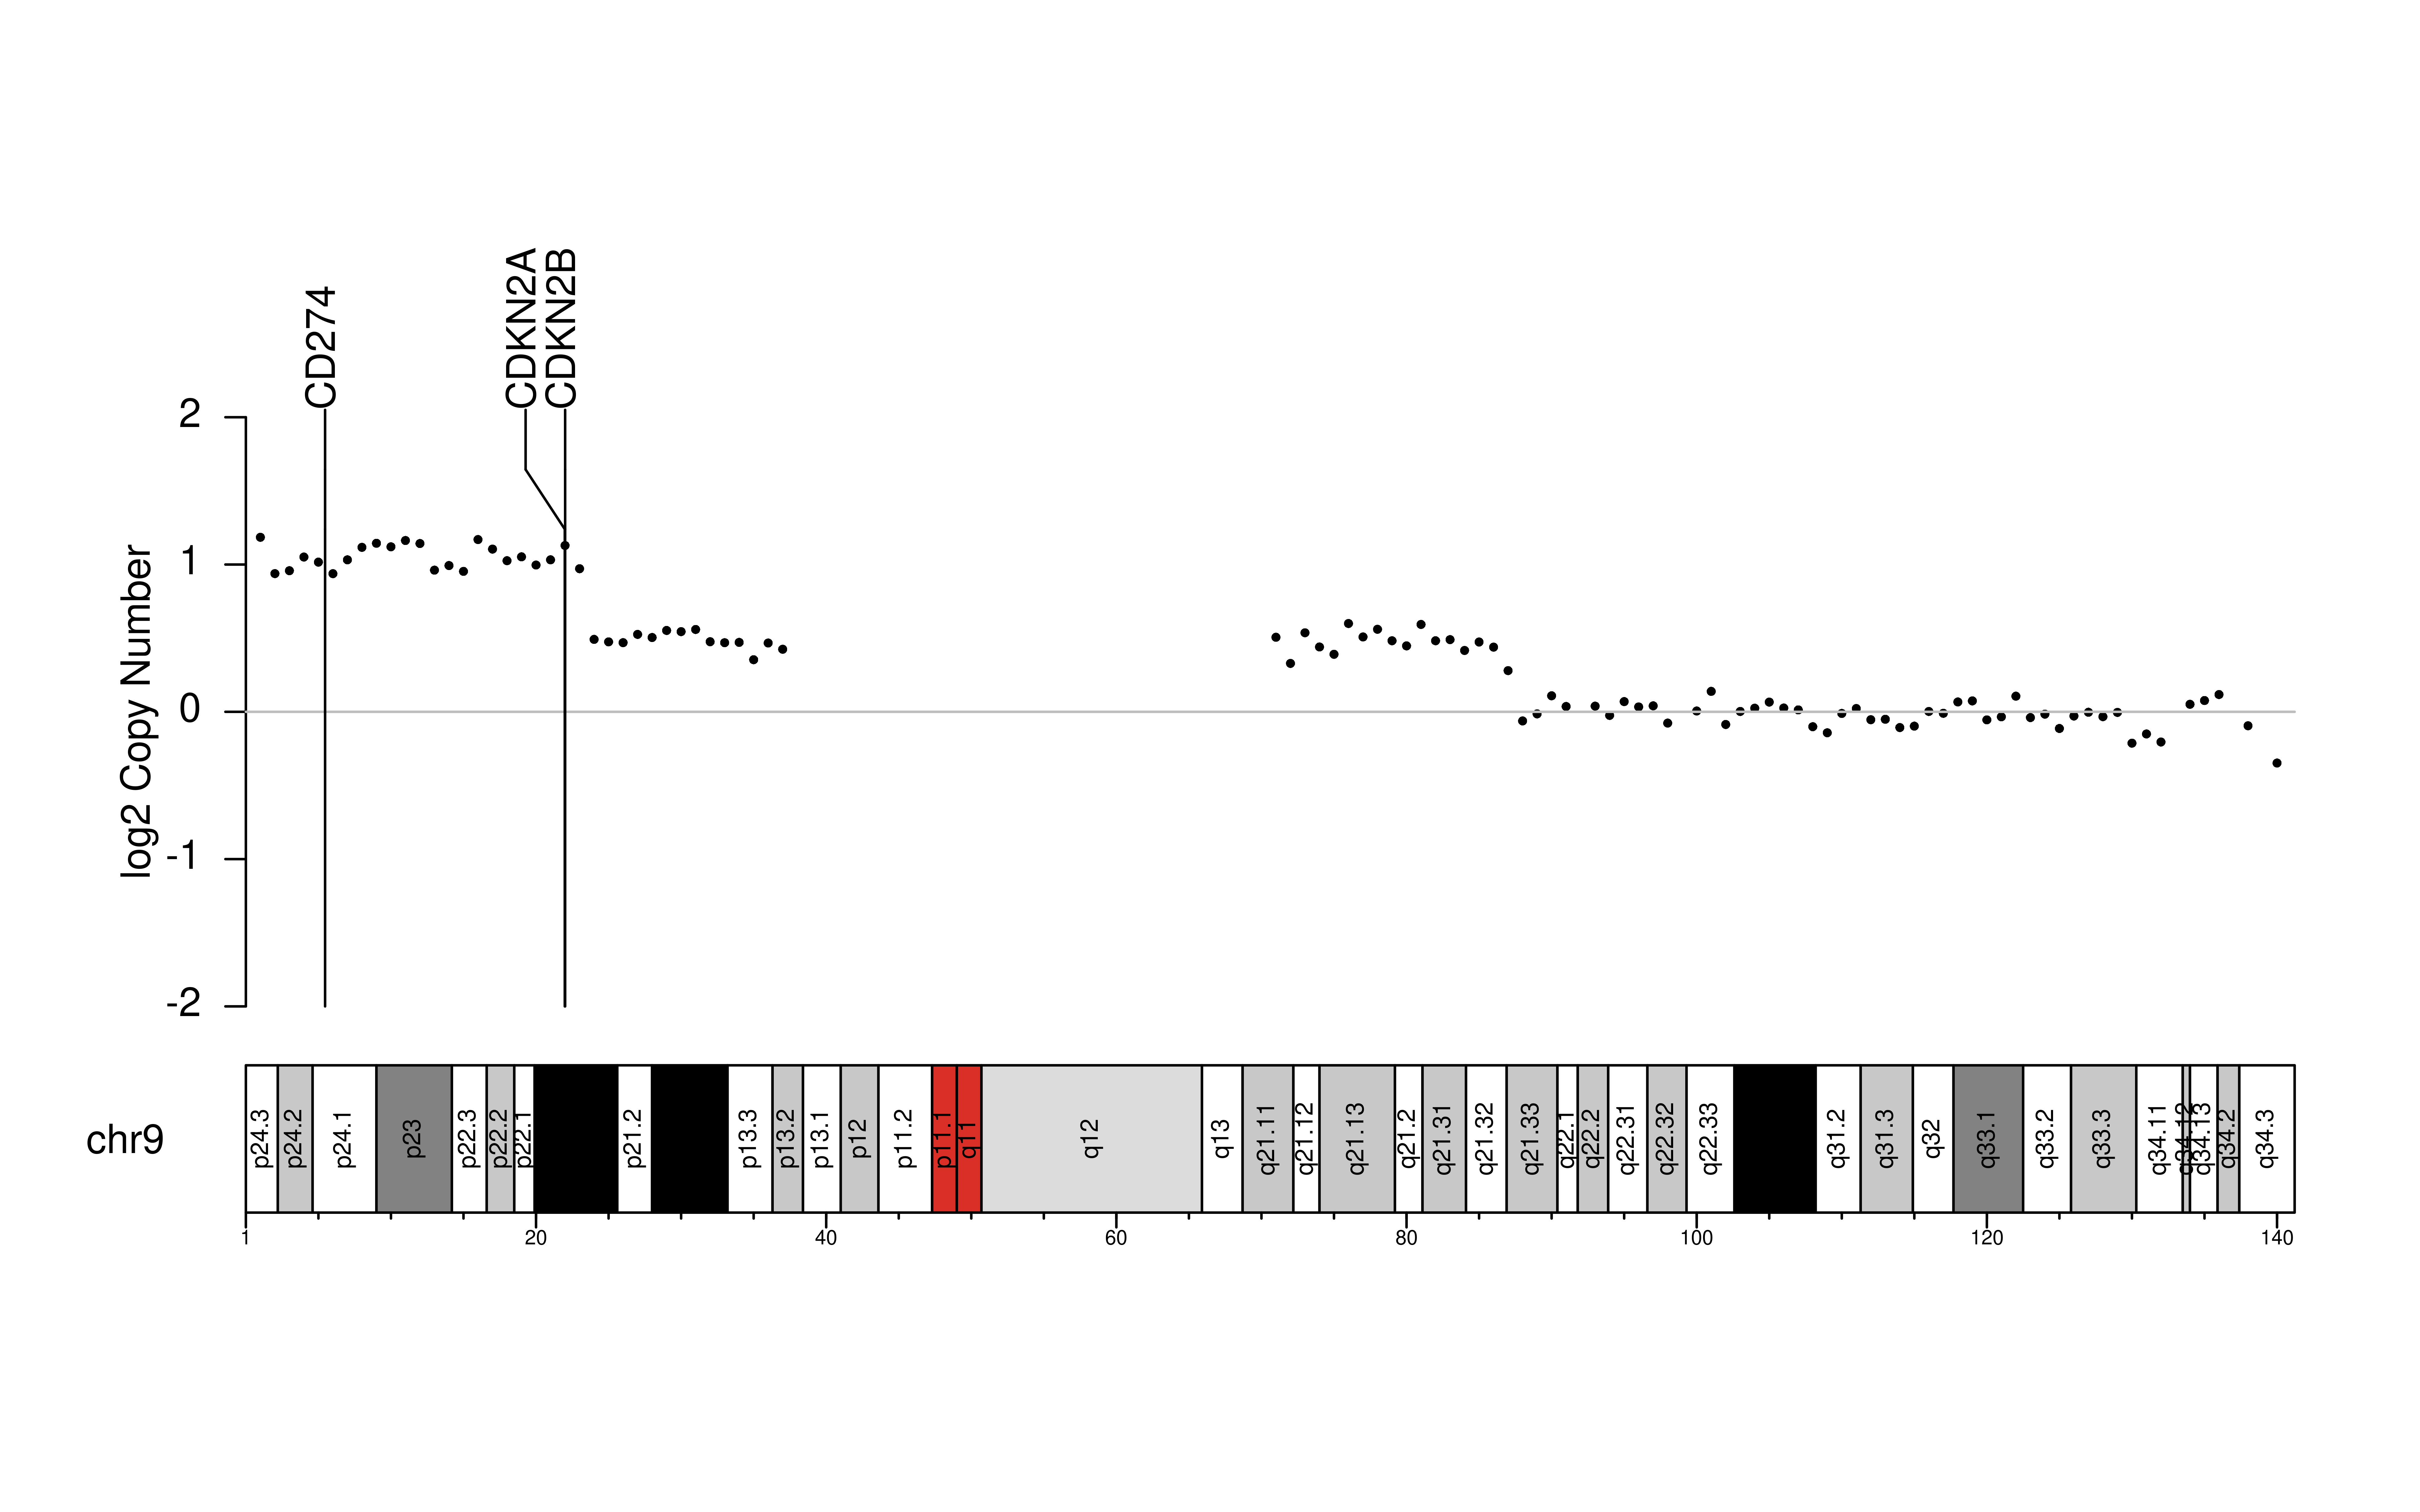 CD274
CDKN2A
CDKN2B
log2 Copy Number
2
1
0
-1
-2
chr9
p24.3
p24.2
p24.1
p23
p22.3
p22.2
p22.1
p21.2
p13.3
p13.2
p13.1
p12
p11.2
p11.1
q11
q12
q13
q21.11
q21.12
q21.13
q21.2
q21.31
q21.32
q21.33
q22.1
q22.2
q22.31
q22.32
q22.33
q31.2
q31.3
q32
q33.1
q33.2
q33.3
q34.11
q34.12
q34.13
q34.2
q34.3
1
20
40
60
80
100
120
140